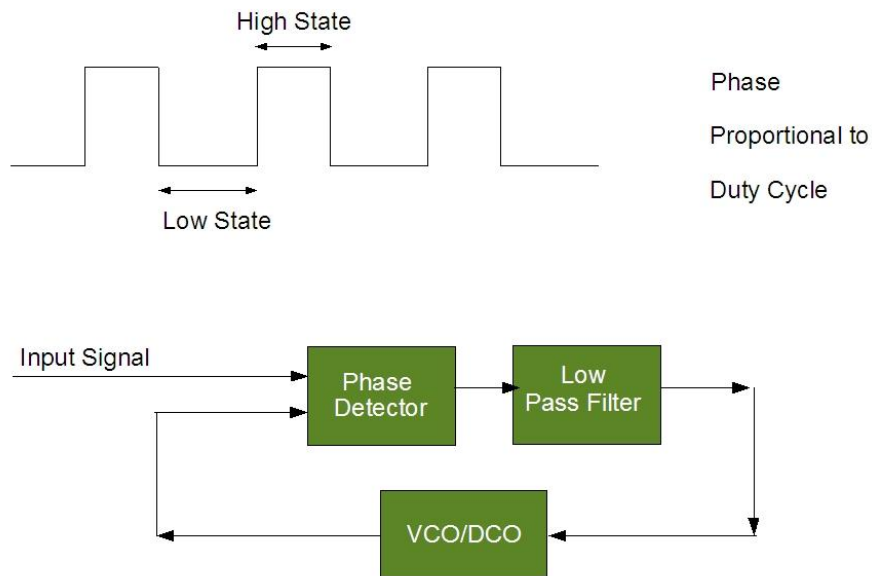 High State
Low State
Phase
Proportional to
Duty Cycle
Input Signal
Phase
Detector
Low
Pass Filter
VCO/DCO